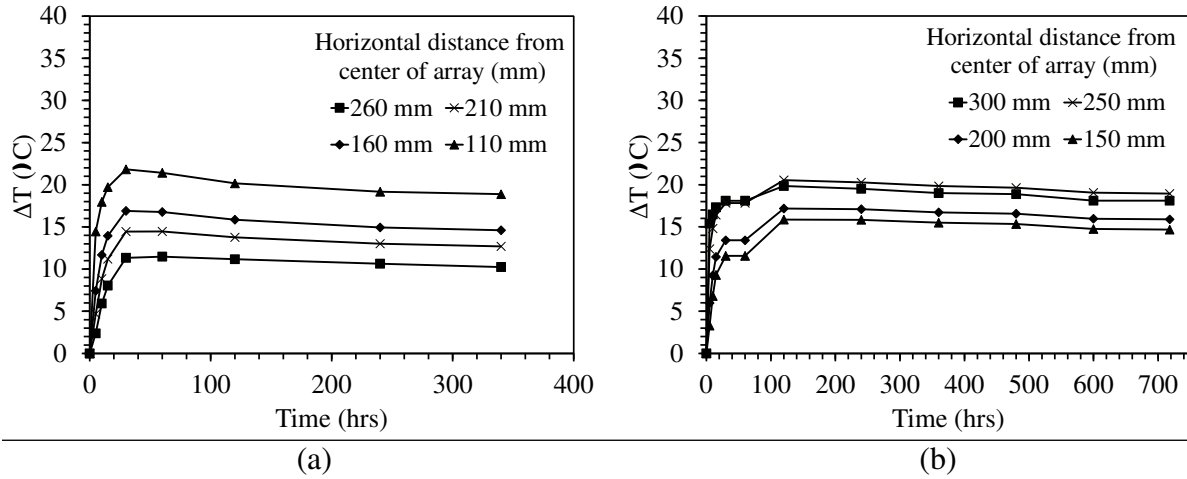 40
35
30
25
20
15
10
5
0
ΔT (ℂC)
Horizontal distance from
center of array (mm)
260 mm 210 mm
160 mm 110 mm
0 100 200 300 400
Time (hrs)
(a)
40
35
30
25
20
15
10
5
0
ΔT (ℂC)
Horizontal distance from
center of array (mm)
300 mm 250 mm
200 mm 150 mm
0 100 200 300 400 500 600 700
Time (hrs)
(b)